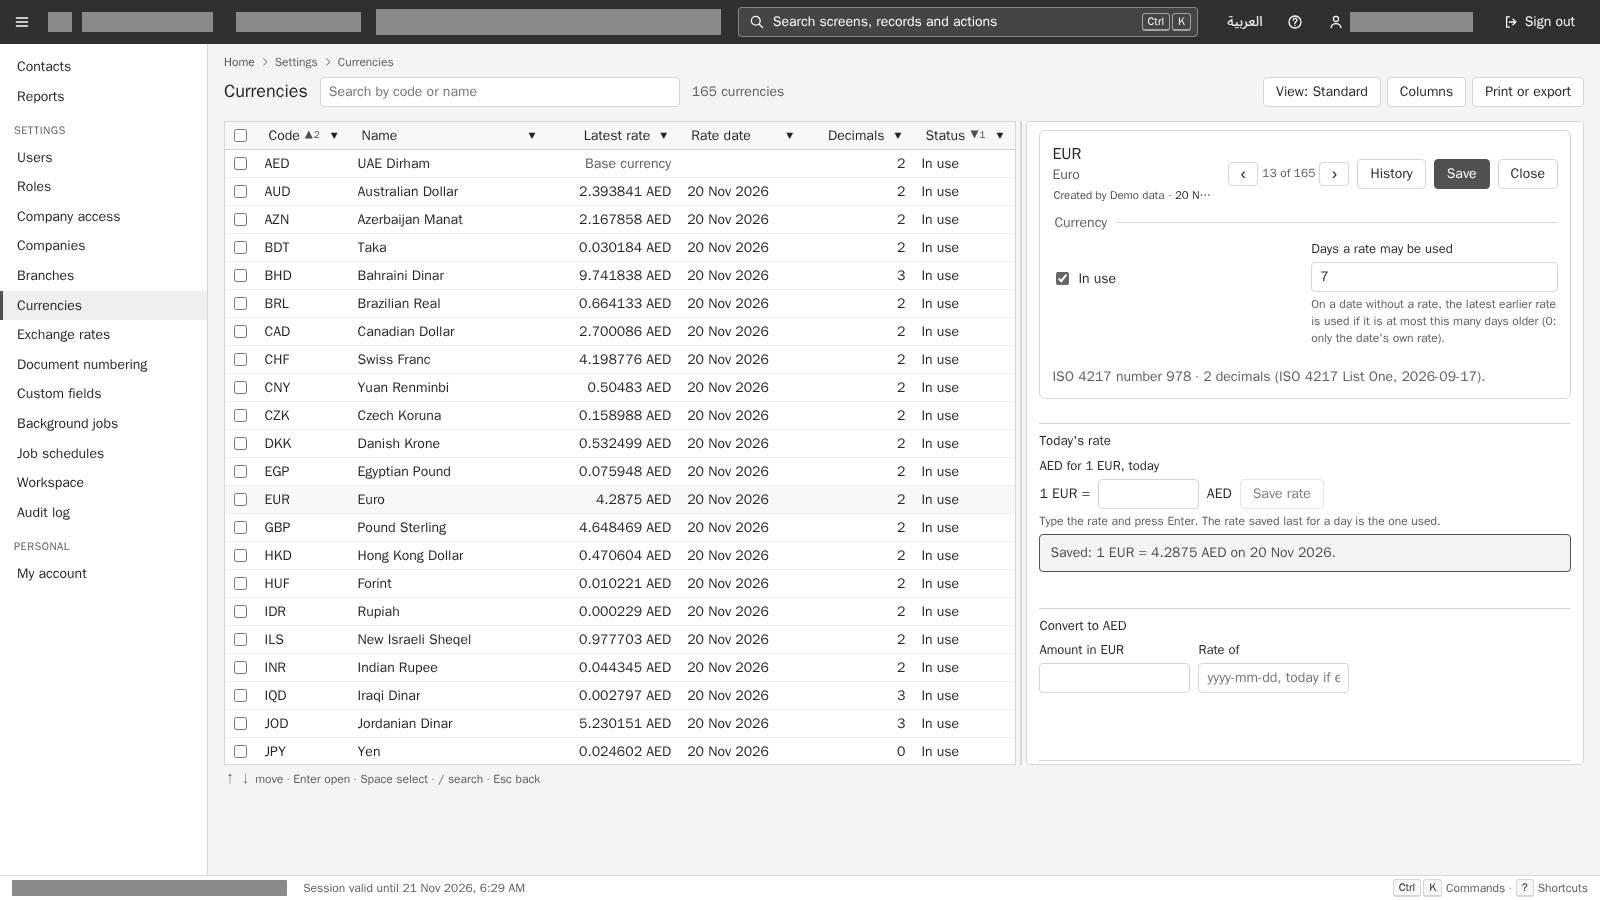 Search screens, records and actions Ctrl K العربية Sign out
Contacts
Reports
SETTINGS
Users
Roles
Company access
Companies
Branches
Currencies
Exchange rates
Document numbering
Custom fields
Background jobs
Job schedules
Workspace
Audit log
PERSONAL
My account
Home > Settings > Currencies
Currencies Search by code or name 165 currencies View: Standard Columns Print or export
Code ▲2 ▼ Name ▼ Latest rate ▼ Rate date ▼ Decimals ▼ Status ▼1 ▼
AED UAE Dirham Base currency 2 In use
AUD Australian Dollar 2.393841 AED 20 Nov 2026 2 In use
AZN Azerbaijan Manat 2.167858 AED 20 Nov 2026 2 In use
BDT Taka 0.030184 AED 20 Nov 2026 2 In use
BHD Bahraini Dinar 9.741838 AED 20 Nov 2026 3 In use
BRL Brazilian Real 0.664133 AED 20 Nov 2026 2 In use
CAD Canadian Dollar 2.700086 AED 20 Nov 2026 2 In use
CHF Swiss Franc 4.198776 AED 20 Nov 2026 2 In use
CNY Yuan Renminbi 0.50483 AED 20 Nov 2026 2 In use
CZK Czech Koruna 0.158988 AED 20 Nov 2026 2 In use
DKK Danish Krone 0.532499 AED 20 Nov 2026 2 In use
EGP Egyptian Pound 0.075948 AED 20 Nov 2026 2 In use
EUR Euro 4.2875 AED 20 Nov 2026 2 In use
GBP Pound Sterling 4.648469 AED 20 Nov 2026 2 In use
HKD Hong Kong Dollar 0.470604 AED 20 Nov 2026 2 In use
HUF Forint 0.010221 AED 20 Nov 2026 2 In use
IDR Rupiah 0.000229 AED 20 Nov 2026 2 In use
ILS New Israeli Sheqel 0.977703 AED 20 Nov 2026 2 In use
INR Indian Rupee 0.044345 AED 20 Nov 2026 2 In use
IQD Iraqi Dinar 0.002797 AED 20 Nov 2026 3 In use
JOD Jordanian Dinar 5.230151 AED 20 Nov 2026 3 In use
JPY Yen 0.024602 AED 20 Nov 2026 0 In use
↑ ↓ move · Enter open · Space select · / search · Esc back
EUR
Euro
Created by Demo data · 20 N···
‹ 13 of 165 › History Save Close
Currency
In use
Days a rate may be used
7
On a date without a rate, the latest earlier rate
is used if it is at most this many days older (0:
only the date's own rate).
ISO 4217 number 978 · 2 decimals (ISO 4217 List One, 2026-09-17).
Today's rate
AED for 1 EUR, today
1 EUR = AED Save rate
Type the rate and press Enter. The rate saved last for a day is the one used.
Saved: 1 EUR = 4.2875 AED on 20 Nov 2026.
Convert to AED
Amount in EUR Rate of
yyyy-mm-dd, today if e
Session valid until 21 Nov 2026, 6:29 AM Ctrl K Commands · ? Shortcuts